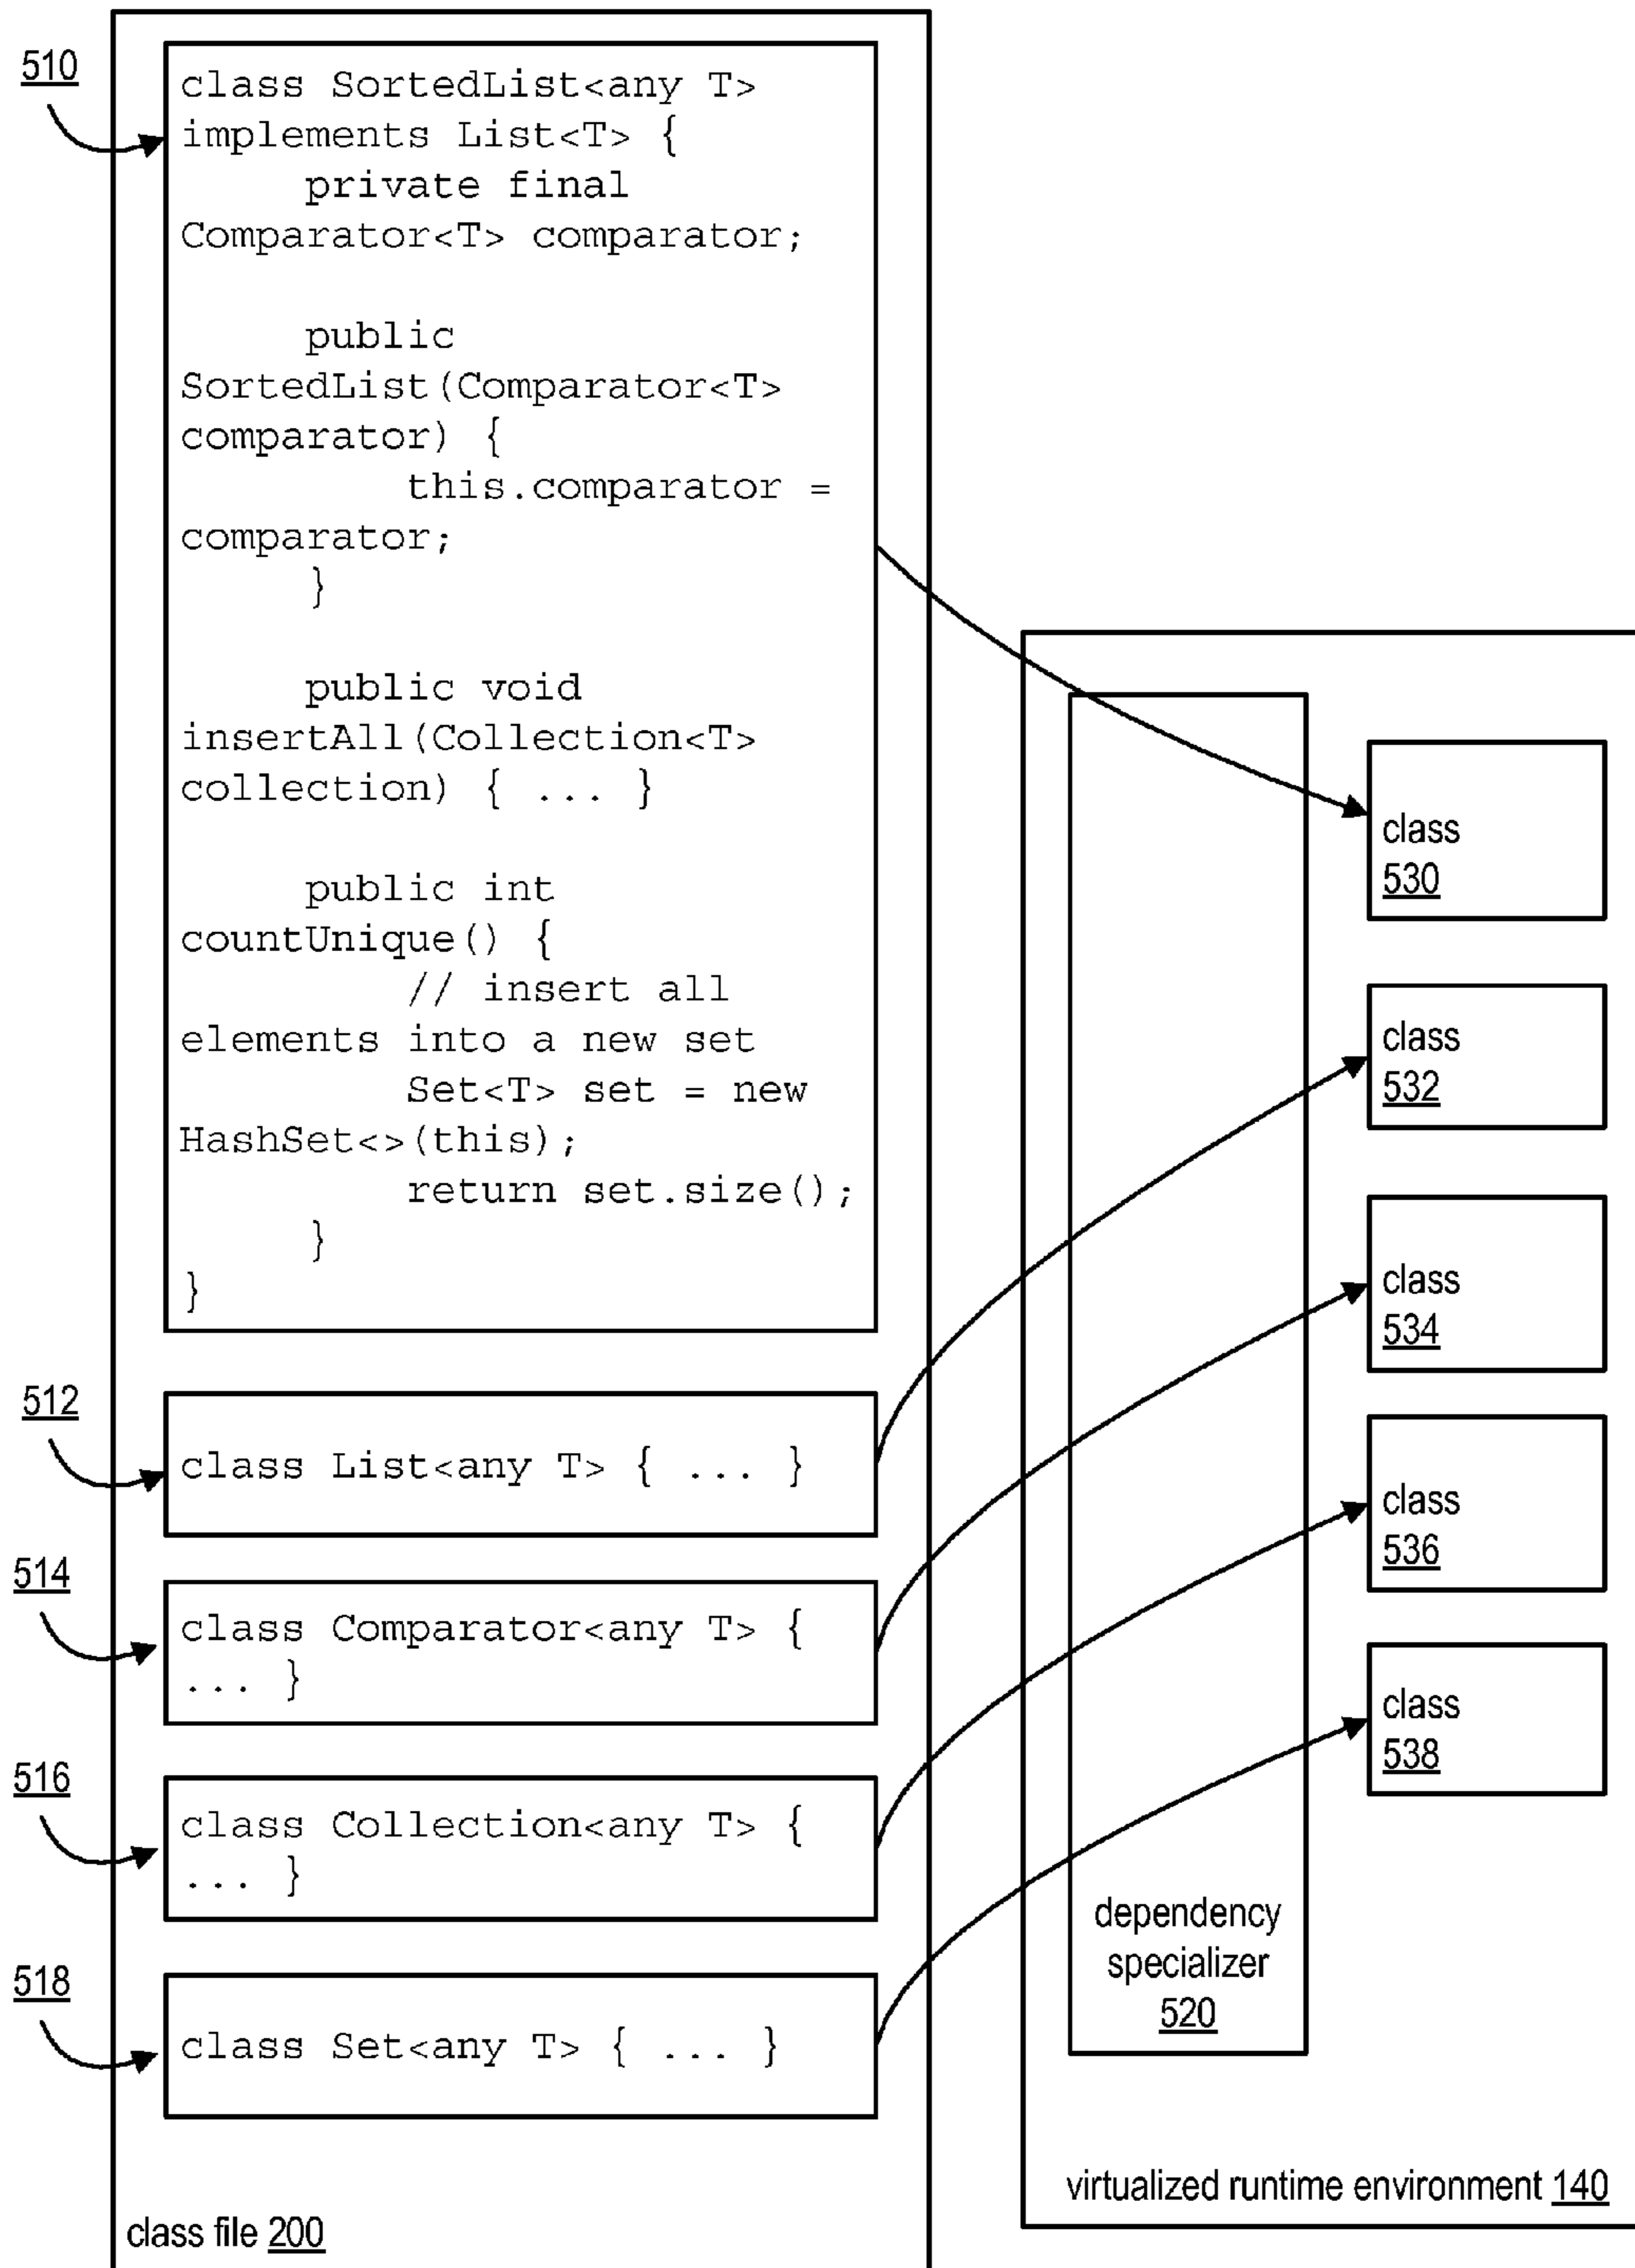 510
class SortedList<any T>
implements List<T> {
private final
Comparator<T> comparator;
public
SortedList(Comparator<T>
comparator) {
this.comparator =
comparator;
}
public void
insertAll(Collection<T>
collection) { ... }
public int
countUnique() {
// insert all
elements into a new set
Set<T> set = new
HashSet<>(this);
return set.size();
}
}
512
class List<any T> { ... }
514
class Comparator<any T> {
... }
516
class Collection<any T> {
... }
518
class Set<any T> { ... }
class file 200
dependency
specializer
520
class
530
class
532
class
534
class
536
class
538
virtualized runtime environment 140